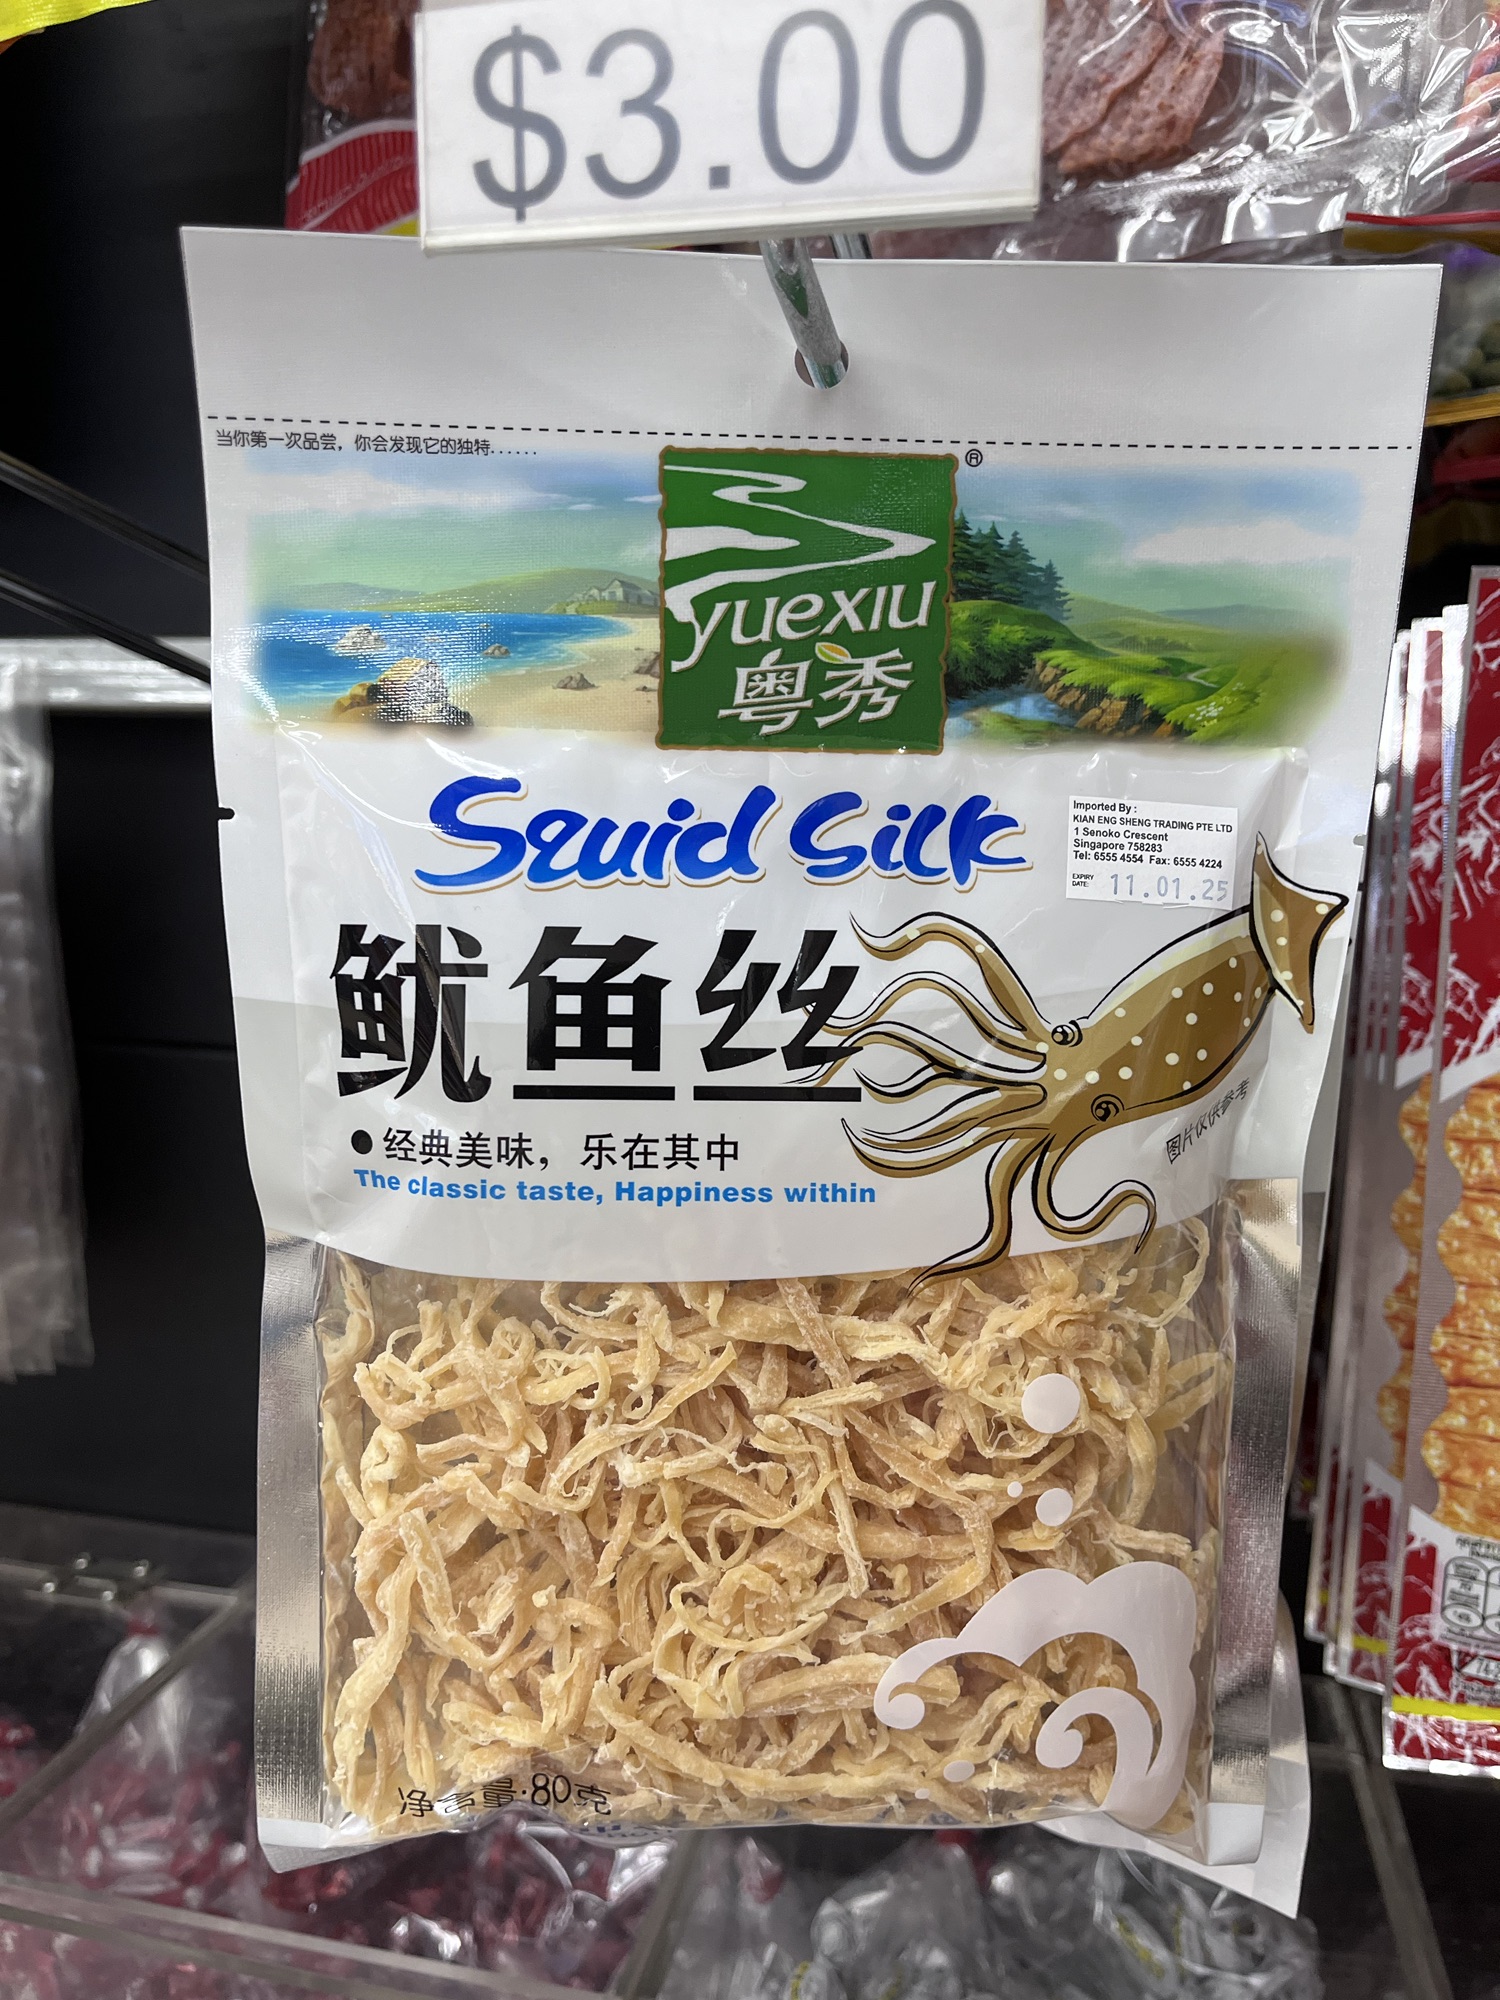 $3.00
当你第一次品尝，你会发现它的独特......
®
yuexiu
粤秀
Squid Silk
Imported By :
KIAN ENG SHENG TRADING PTE LTD
1 Senoko Crescent
Singapore 758283
Tel: 6555 4554 Fax: 6555 4224
EXPIRY
DATE:
11.01.25
鱿鱼丝
●经典美味，乐在其中
The classic taste, Happiness within
图片仅供参考
净含量:80克